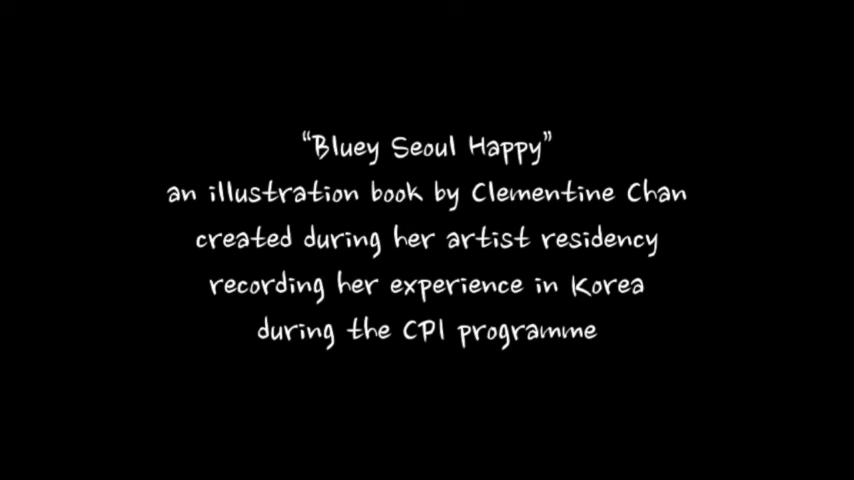 “Bluey Seoul Happy”
an illustration book by Clementine Chan
created during her artist residency
recording her experience in Korea
during the CPI programme